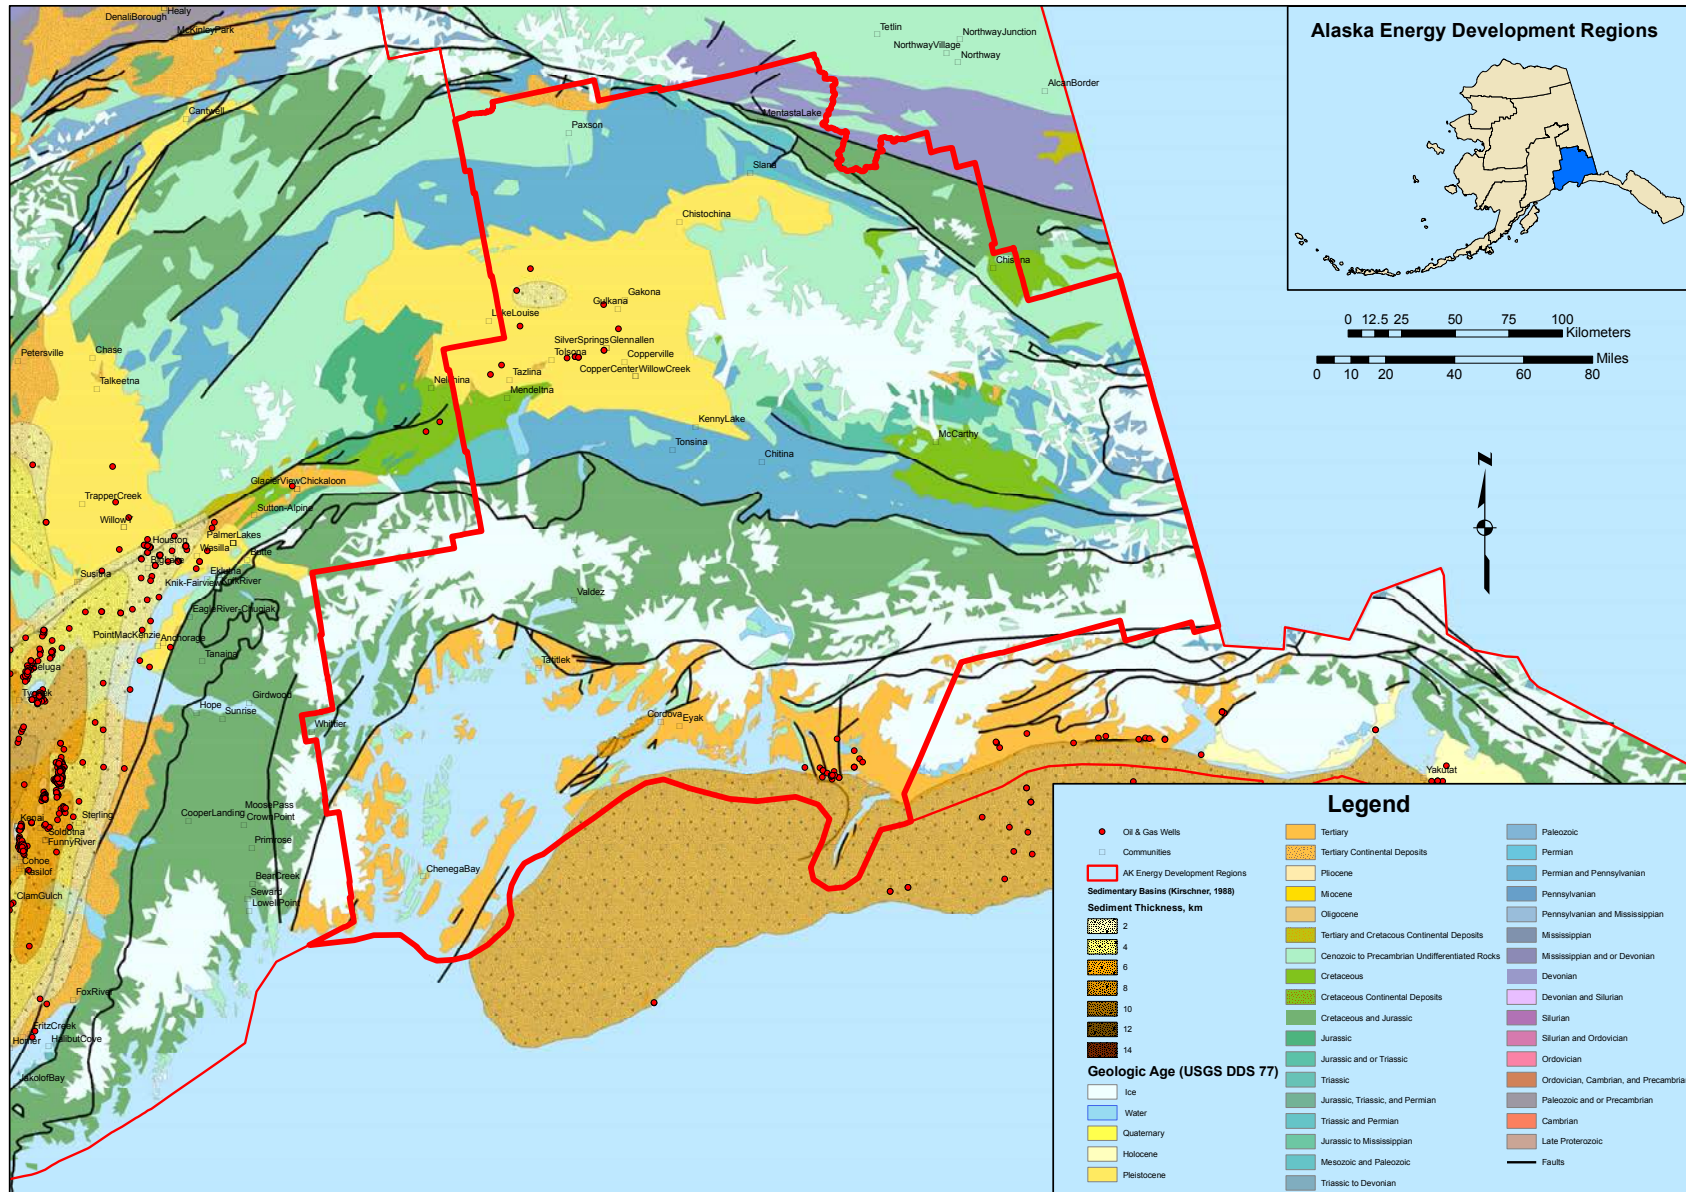 Healy
DenaliBorough
McKinleyPark
Cantwell
Tetlin
NorthwayJunction
NorthwayVillage
Northway
AlcanBorder
MentastaLake
Paxson
Slana
Chistochina
Chisana
Gakona
Gulkana
LakeLouise
SilverSprings
Glennallen
Tolsona
Copperville
CopperCenter
WillowCreek
Tazlina
Nelchina
Mendeltna
KennyLake
Tonsina
Chitina
McCarthy
Petersville
Chase
Talkeetna
TrapperCreek
Willow
GlacierView
Chickaloon
Sutton-Alpine
Houston
PalmerLakes
Wasilla
BigLake
Butte
Susitna
Eklutna
Knik-Fairview
KnikRiver
EagleRiver-Chugiak
PointMacKenzie
Anchorage
Tanaina
Beluga
Tyonek
Girdwood
Hope
Sunrise
Whittier
Valdez
Tatitlek
Cordova
Eyak
ChenegaBay
MoosePass
CooperLanding
CrownPoint
Primrose
BearCreek
Seward
LowellPoint
Kenai
Sterling
Soldotna
FunnyRiver
Cohoe
Kasilof
ClamGulch
FoxRiver
FritzCreek
Homer
HalibutCove
JakolofBay
Yakutat
Alaska Energy Development Regions
0 12.5 25 50 75 100
Kilometers
Miles
0 10 20 40 60 80
N
Legend
Oil & Gas Wells
Communities
AK Energy Development Regions
Sedimentary Basins (Kirschner, 1988)
Sediment Thickness, km
2
4
6
8
10
12
14
Geologic Age (USGS DDS 77)
Ice
Water
Quaternary
Holocene
Pleistocene
Tertiary
Tertiary Continental Deposits
Pliocene
Miocene
Oligocene
Tertiary and Cretacous Continental Deposits
Cenozoic to Precambrian Undifferentiated Rocks
Cretaceous
Cretaceous Continental Deposits
Cretaceous and Jurassic
Jurassic
Jurassic and or Triassic
Triassic
Jurassic, Triassic, and Permian
Triassic and Permian
Jurassic to Mississippian
Mesozoic and Paleozoic
Triassic to Devonian
Paleozoic
Permian
Permian and Pennsylvanian
Pennsylvanian
Pennsylvanian and Mississippian
Mississippian
Mississippian and or Devonian
Devonian
Devonian and Silurian
Silurian
Silurian and Ordovician
Ordovician
Ordovician, Cambrian, and Precambrian
Paleozoic and or Precambrian
Cambrian
Late Proterozoic
Faults